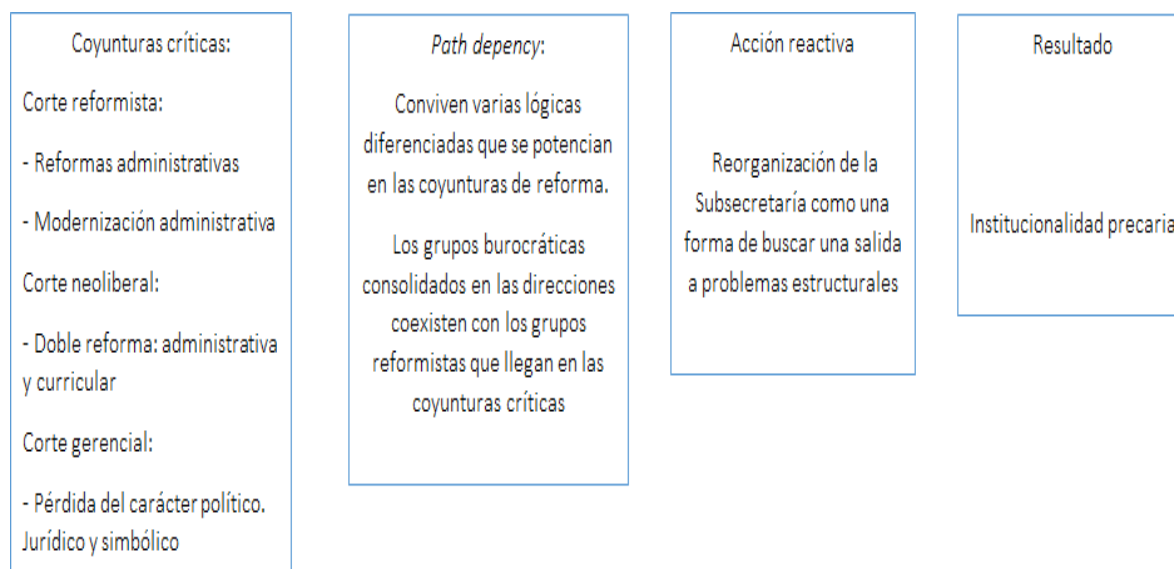 Coyunturas críticas:
Corte reformista:
- Reformas administrativas
- Modernización administrativa
Corte neoliberal:
- Doble reforma: administrativa
y curricular
Corte gerencial:
- Pérdida del carácter político.
Jurídico y simbólico
Path depency:
Conviven varias lógicas
diferenciadas que se potencian
en las coyunturas de reforma.
Los grupos burocráticos
consolidados en las direcciones
coexisten con los grupos
reformistas que llegan en las
coyunturas críticas
Acción reactiva
Reorganización de la
Subsecretaría como una
forma de buscar una salida
a problemas estructurales
Resultado
Institucionalidad precaria